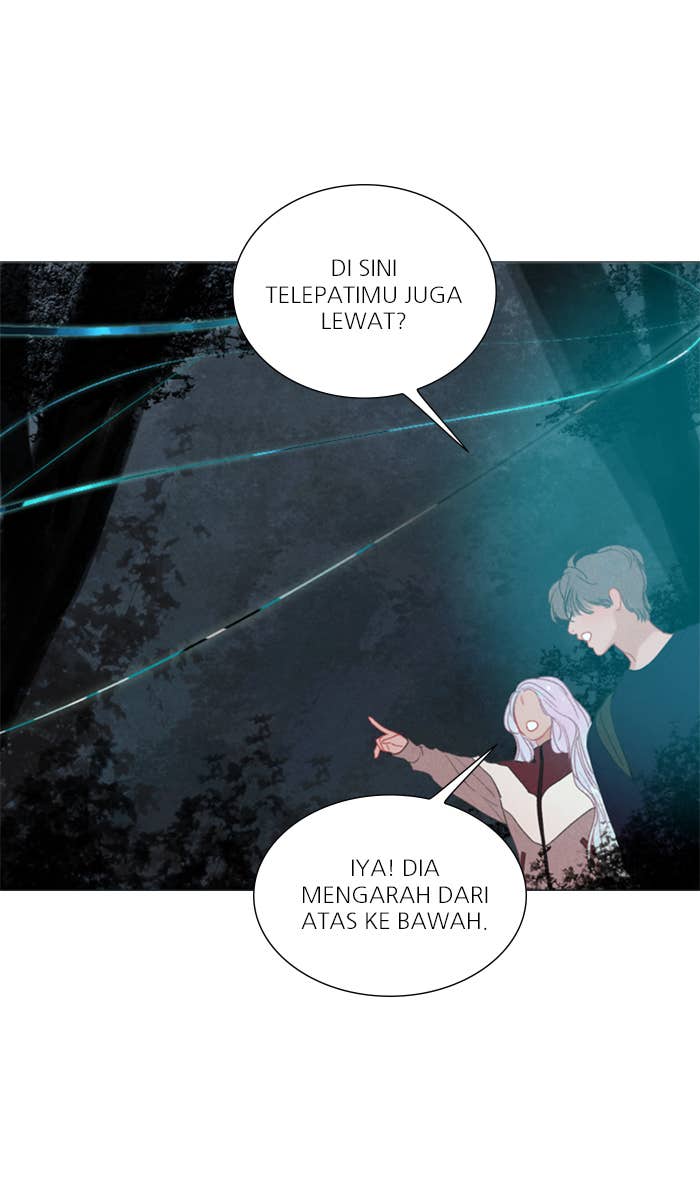 DI SINI
TELEPATIMU JUGA
LEWAT?
IYA! DIA
MENGARAH DARI
ATAS KE BAWAH.